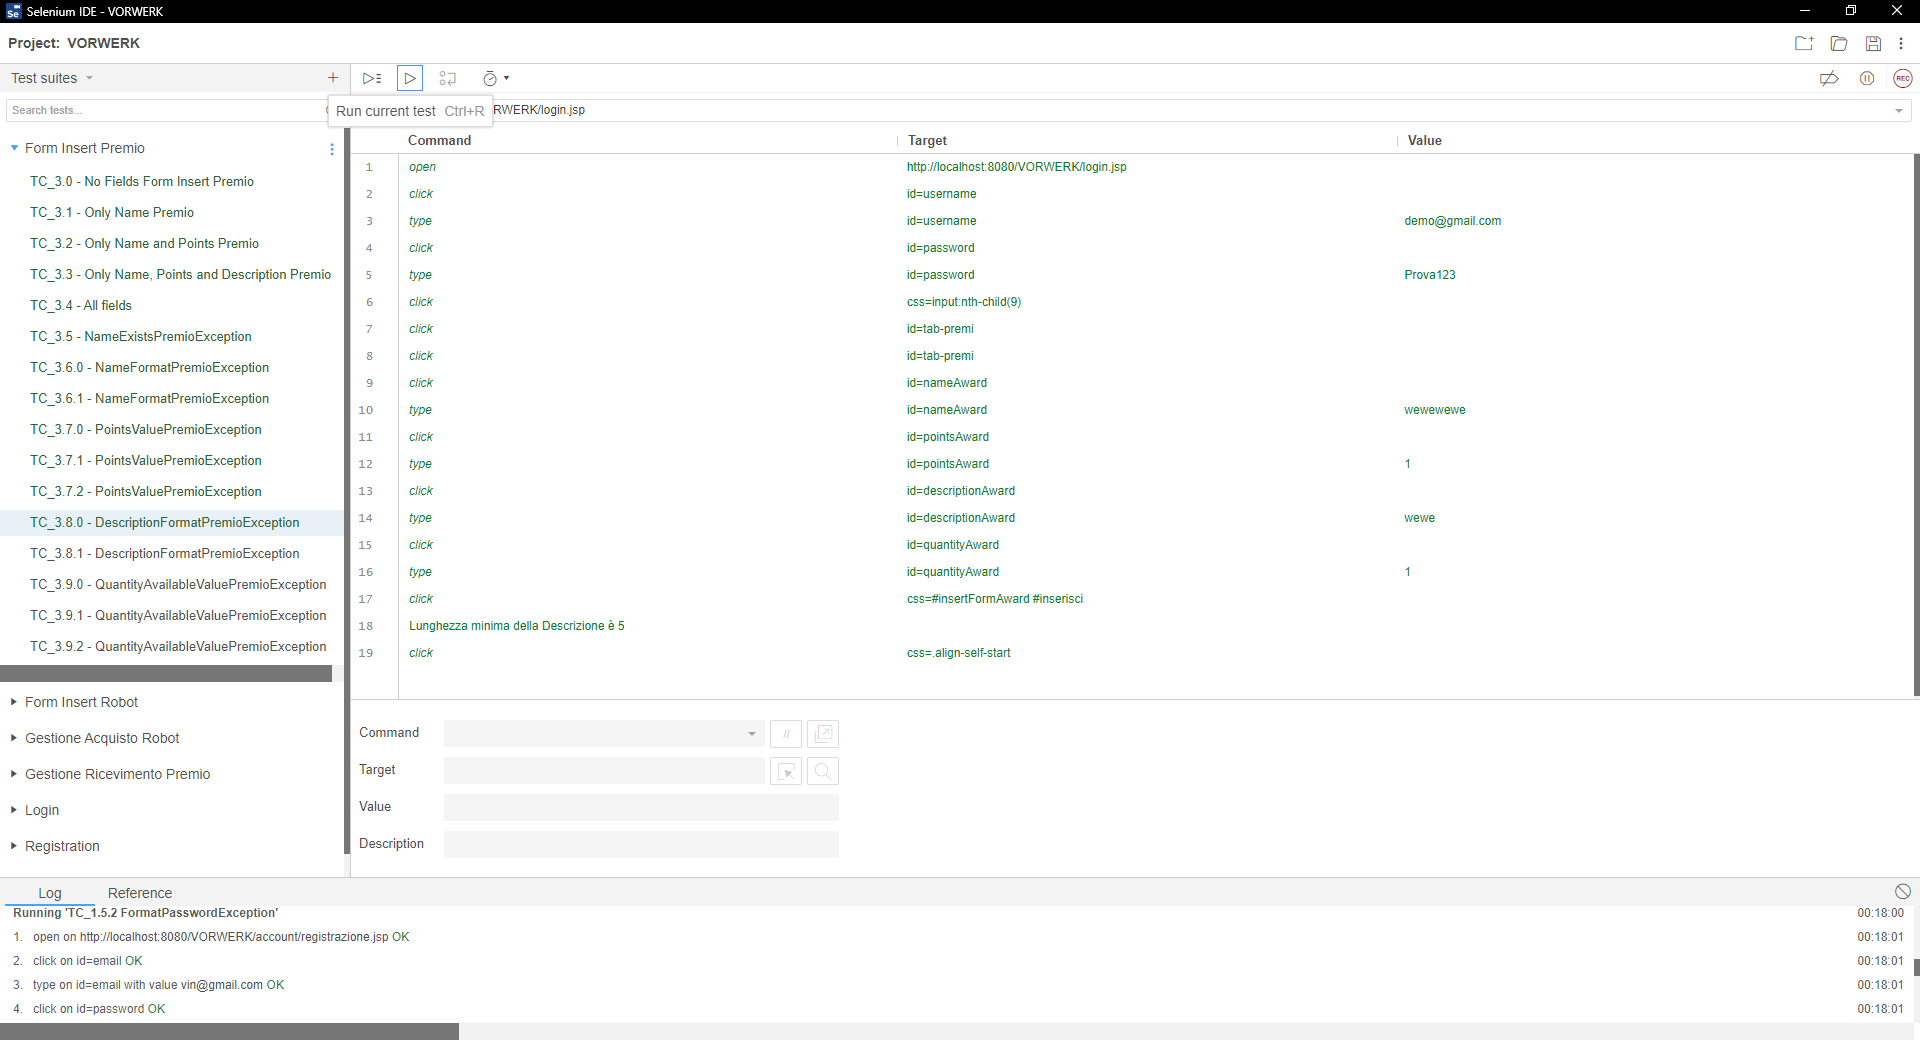 Selenium IDE - VORWERK
Project: VORWERK
Test suites
Search tests...
Run current test Ctrl+R
RWERK/login.jsp
Command Target Value
Form Insert Premio
TC_3.0 - No Fields Form Insert Premio
TC_3.1 - Only Name Premio
TC_3.2 - Only Name and Points Premio
TC_3.3 - Only Name, Points and Description Premio
TC_3.4 - All fields
TC_3.5 - NameExistsPremioException
TC_3.6.0 - NameFormatPremioException
TC_3.6.1 - NameFormatPremioException
TC_3.7.0 - PointsValuePremioException
TC_3.7.1 - PointsValuePremioException
TC_3.7.2 - PointsValuePremioException
TC_3.8.0 - DescriptionFormatPremioException
TC_3.8.1 - DescriptionFormatPremioException
TC_3.9.0 - QuantityAvailableValuePremioException
TC_3.9.1 - QuantityAvailableValuePremioException
TC_3.9.2 - QuantityAvailableValuePremioException
Form Insert Robot
Gestione Acquisto Robot
Gestione Ricevimento Premio
Login
Registration
1 open http://localhost:8080/VORWERK/login.jsp
2 click id=username
3 type id=username demo@gmail.com
4 click id=password
5 type id=password Prova123
6 click css=input:nth-child(9)
7 click id=tab-premi
8 click id=tab-premi
9 click id=nameAward
10 type id=nameAward wewewewe
11 click id=pointsAward
12 type id=pointsAward 1
13 click id=descriptionAward
14 type id=descriptionAward wewe
15 click id=quantityAward
16 type id=quantityAward 1
17 click css=#insertFormAward #inserisci
18 Lunghezza minima della Descrizione è 5
19 click css=.align-self-start
Command //
Target
Value
Description
REC
Log Reference
Running 'TC_1.5.2 FormatPasswordException' 00:18:00
1. open on http://localhost:8080/VORWERK/account/registrazione.jsp OK 00:18:01
2. click on id=email OK 00:18:01
3. type on id=email with value vin@gmail.com OK 00:18:01
4. click on id=password OK 00:18:01